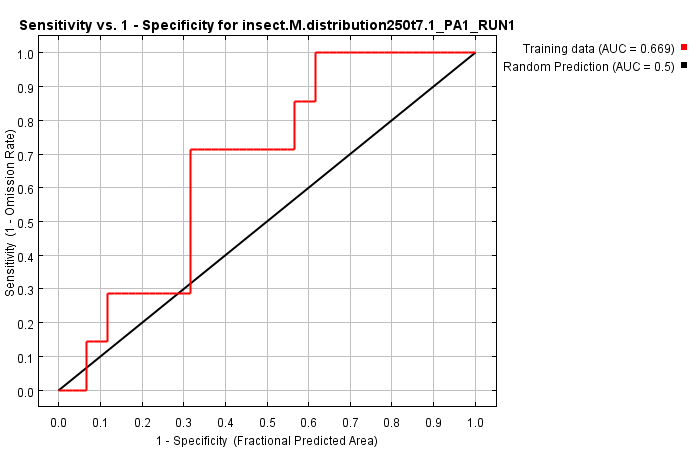 Sensitivity vs. 1 - Specificity for insect.M.distribution250t7.1_PA1_RUN1
Training data (AUC = 0.669)
Random Prediction (AUC = 0.5)
Sensitivity (1 - Omission Rate)
1.0
0.9
0.8
0.7
0.6
0.5
0.4
0.3
0.2
0.1
0.0
0.0 0.1 0.2 0.3 0.4 0.5 0.6 0.7 0.8 0.9 1.0
1 - Specificity (Fractional Predicted Area)